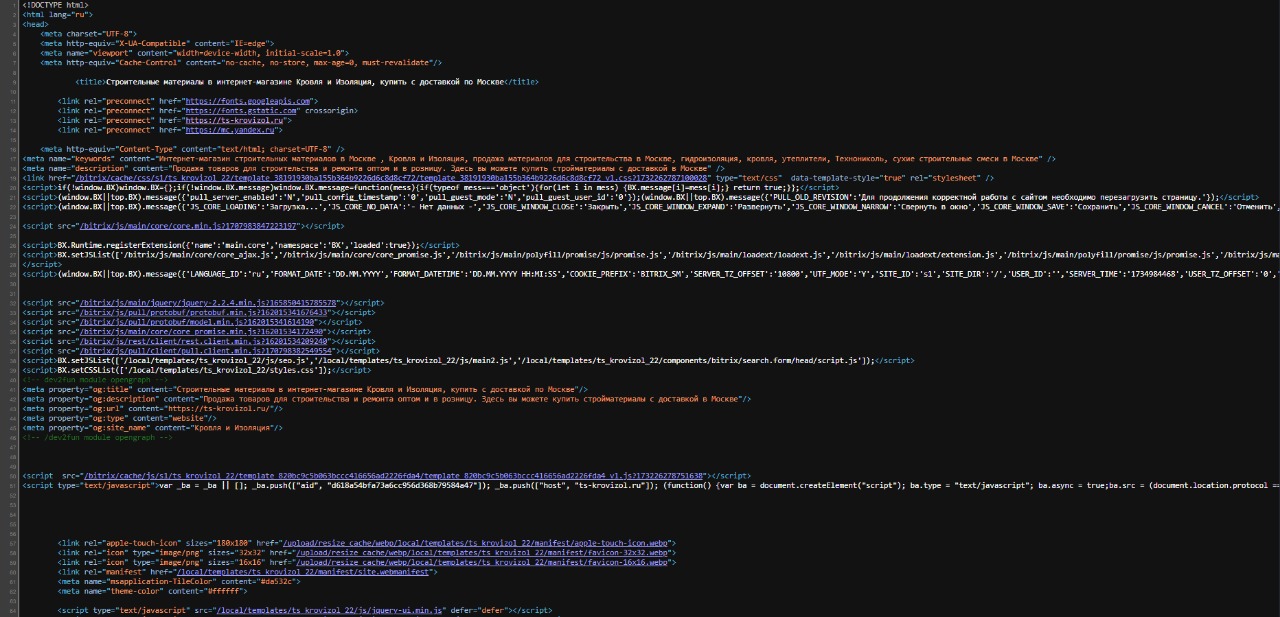 <!DOCTYPE html>
<html lang="ru">
<head>
<meta charset="UTF-8">
<meta http-equiv="X-UA-Compatible" content="IE=edge">
<meta name="viewport" content="width=device-width, initial-scale=1.0">
<meta http-equiv="Cache-Control" content="no-cache, no-store, max-age=0, must-revalidate"/>
<title>Строительные материалы в интернет-магазине Кровля и Изоляция, купить с доставкой по Москве</title>
<link rel="preconnect" href="https://fonts.googleapis.com">
<link rel="preconnect" href="https://fonts.gstatic.com" crossorigin>
<link rel="preconnect" href="https://ts-krovizol.ru">
<link rel="preconnect" href="https://mc.yandex.ru">
<meta http-equiv="Content-Type" content="text/html; charset=UTF-8" />
<meta name="keywords" content="Интернет-магазин строительных материалов в Москве , Кровля и Изоляция, продажа материалов для строительства в Москве, гидроизоляция, кровля, утеплители, Технониколь, сухие строительные смеси в Москве" />
<meta name="description" content="Продажа товаров для строительства и ремонта оптом и в розницу. Здесь вы можете купить стройматериалы с доставкой в Москве" />
<link href="/bitrix/cache/css/s1/ts_krovizol_22/template_38191930ba155b364b9226d6c8d8cf72/template_38191930ba155b364b9226d6c8d8cf72_v1.css?1732262871100028" type="text/css" data-template-style="true" rel="stylesheet" />
<script>if(!window.BX)window.BX={};if(!window.BX.message)window.BX.message=function(mess){if(typeof mess==='object'){for(let i in mess) {BX.message[i]=mess[i];} return true;}};</script>
<script>(window.BX||top.BX).message({'pull_server_enabled':'N','pull_config_timestamp':'0','pull_guest_mode':'N','pull_guest_user_id':'0'});(window.BX||top.BX).message({'PULL_OLD_REVISION':'Для продолжения корректной работы с сайтом необходимо перезагрузить страницу.'});</script>
<script>(window.BX||top.BX).message({'JS_CORE_LOADING':'Загрузка...','JS_CORE_NO_DATA':'- Нет данных -','JS_CORE_WINDOW_CLOSE':'Закрыть','JS_CORE_WINDOW_EXPAND':'Развернуть','JS_CORE_WINDOW_NARROW':'Свернуть в окно','JS_CORE_WINDOW_SAVE':'Сохранить','JS_CORE_WINDOW_CANCEL':'Отменить',
<script src="/bitrix/js/main/core/core.min.js?1707983847223197"></script>
<script>BX.Runtime.registerExtension({'name':'main.core','namespace':'BX','loaded':true});</script>
<script>BX.setJSList(['/bitrix/js/main/core/core_ajax.js','/bitrix/js/main/core/core_promise.js','/bitrix/js/main/polyfill/promise/js/promise.js','/bitrix/js/main/loadext/loadext.js','/bitrix/js/main/loadext/extension.js','/bitrix/js/main/polyfill/promise/js/promise.js','/bitrix/js/ma
</script>
<script>(window.BX||top.BX).message({'LANGUAGE_ID':'ru','FORMAT_DATE':'DD.MM.YYYY','FORMAT_DATETIME':'DD.MM.YYYY HH:MI:SS','COOKIE_PREFIX':'BITRIX_SM','SERVER_TZ_OFFSET':'10800','UTF_MODE':'Y','SITE_ID':'s1','SITE_DIR':'/','USER_ID':'','SERVER_TIME':'1734984468','USER_TZ_OFFSET':'0','
<script src="/bitrix/js/main/jquery/jquery-2.2.4.min.js?165850415785578"></script>
<script src="/bitrix/js/pull/protobuf/protobuf.min.js?162015341676433"></script>
<script src="/bitrix/js/pull/protobuf/model.min.js?162015341614190"></script>
<script src="/bitrix/js/main/core/core_promise.min.js?16201534172490"></script>
<script src="/bitrix/js/rest/client/rest.client.min.js?16201534209240"></script>
<script src="/bitrix/js/pull/client/pull.client.min.js?170798382549554"></script>
<script>BX.setJSList(['/local/templates/ts_krovizol_22/js/seo.js','/local/templates/ts_krovizol_22/js/main2.js','/local/templates/ts_krovizol_22/components/bitrix/search.form/head/script.js']);</script>
<script>BX.setCSSList(['/local/templates/ts_krovizol_22/styles.css']);</script>
<!-- dev2fun module opengraph -->
<meta property="og:title" content="Строительные материалы в интернет-магазине Кровля и Изоляция, купить с доставкой по Москве"/>
<meta property="og:description" content="Продажа товаров для строительства и ремонта оптом и в розницу. Здесь вы можете купить стройматериалы с доставкой в Москве"/>
<meta property="og:url" content="https://ts-krovizol.ru/"/>
<meta property="og:type" content="website"/>
<meta property="og:site_name" content="Кровля и Изоляция"/>
<!-- /dev2fun module opengraph -->
<script src="/bitrix/cache/js/s1/ts_krovizol_22/template_820bc9c5b063bccc416656ad2226fda4/template_820bc9c5b063bccc416656ad2226fda4_v1.js?173226278751638"></script>
<script type="text/javascript">var _ba = _ba || []; _ba.push(["aid", "d618a54bfa73a6cc956d368b79584a47"]); _ba.push(["host", "ts-krovizol.ru"]); (function() {var ba = document.createElement("script"); ba.type = "text/javascript"; ba.async = true;ba.src = (document.location.protocol ==
<link rel="apple-touch-icon" sizes="180x180" href="/upload/resize_cache/webp/local/templates/ts_krovizol_22/manifest/apple-touch-icon.webp">
<link rel="icon" type="image/png" sizes="32x32" href="/upload/resize_cache/webp/local/templates/ts_krovizol_22/manifest/favicon-32x32.webp">
<link rel="icon" type="image/png" sizes="16x16" href="/upload/resize_cache/webp/local/templates/ts_krovizol_22/manifest/favicon-16x16.webp">
<link rel="manifest" href="/local/templates/ts_krovizol_22/manifest/site.webmanifest">
<meta name="msapplication-TileColor" content="#da532c">
<meta name="theme-color" content="#ffffff">
<script type="text/javascript" src="/local/templates/ts_krovizol_22/js/jquery-ui.min.js" defer="defer"></script>